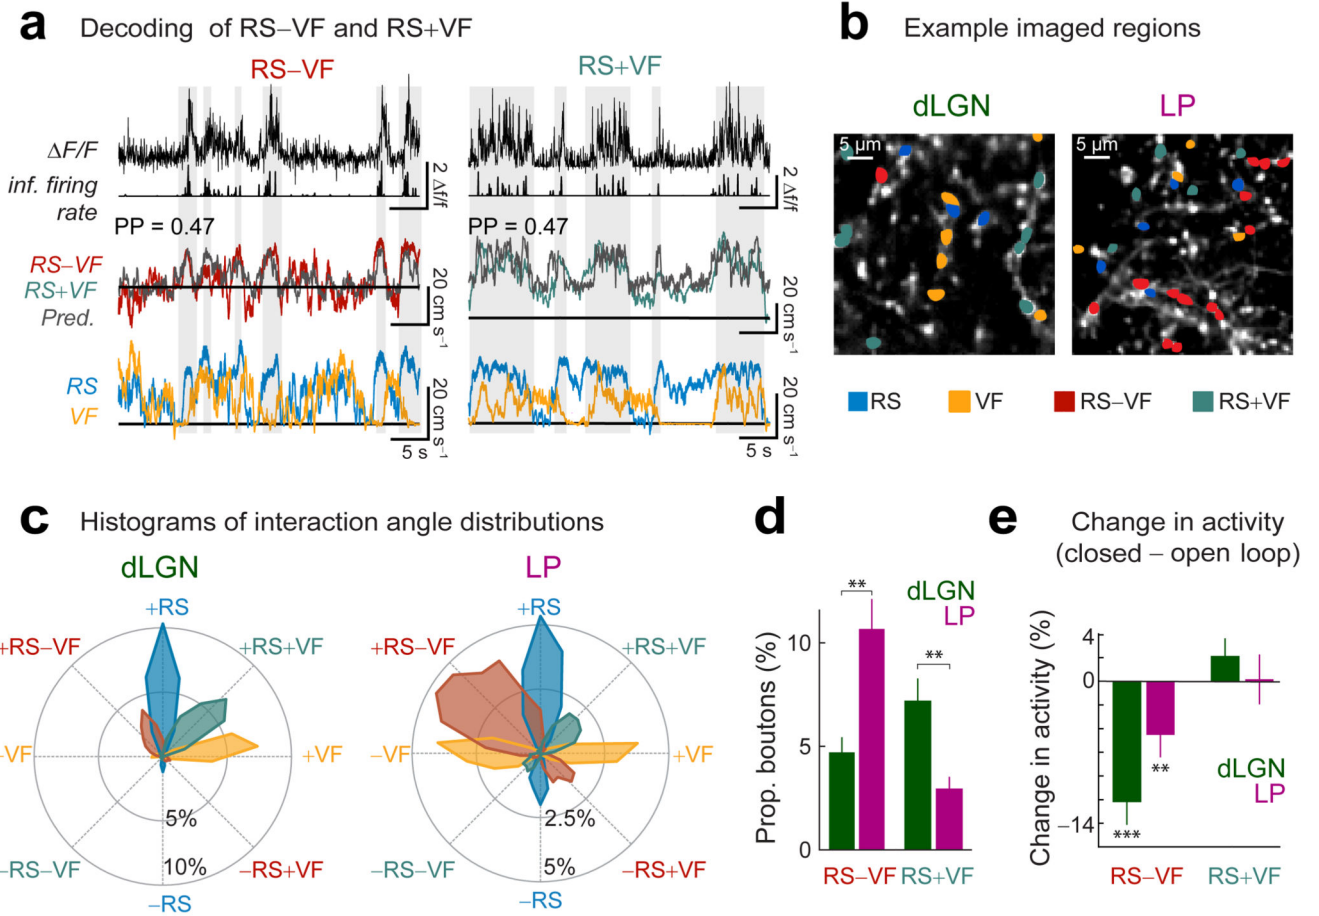 a Decoding of RS−VF and RS+VF
RS−VF
RS+VF
ΔF/F
inf. firing
rate
2 Δf/f
2 Δf/f
PP = 0.47
PP = 0.47
RS−VF
RS+VF
Pred.
20 cm s⁻¹
20 cm s⁻¹
RS
VF
20 cm s⁻¹
20 cm s⁻¹
5 s
5 s
b Example imaged regions
dLGN
LP
5 µm
5 µm
RS VF RS−VF RS+VF
c Histograms of interaction angle distributions
dLGN
+RS
+RS−VF
+RS+VF
−VF
+VF
5%
10%
−RS−VF
−RS+VF
−RS
LP
+RS
+RS−VF
+RS+VF
−VF
+VF
2.5%
5%
−RS−VF
−RS+VF
−RS
d
Prop. boutons (%)
10
5
0
**
**
dLGN
LP
RS−VF RS+VF
e Change in activity
(closed − open loop)
Change in activity (%)
4
0
−14
***
**
dLGN
LP
RS−VF RS+VF